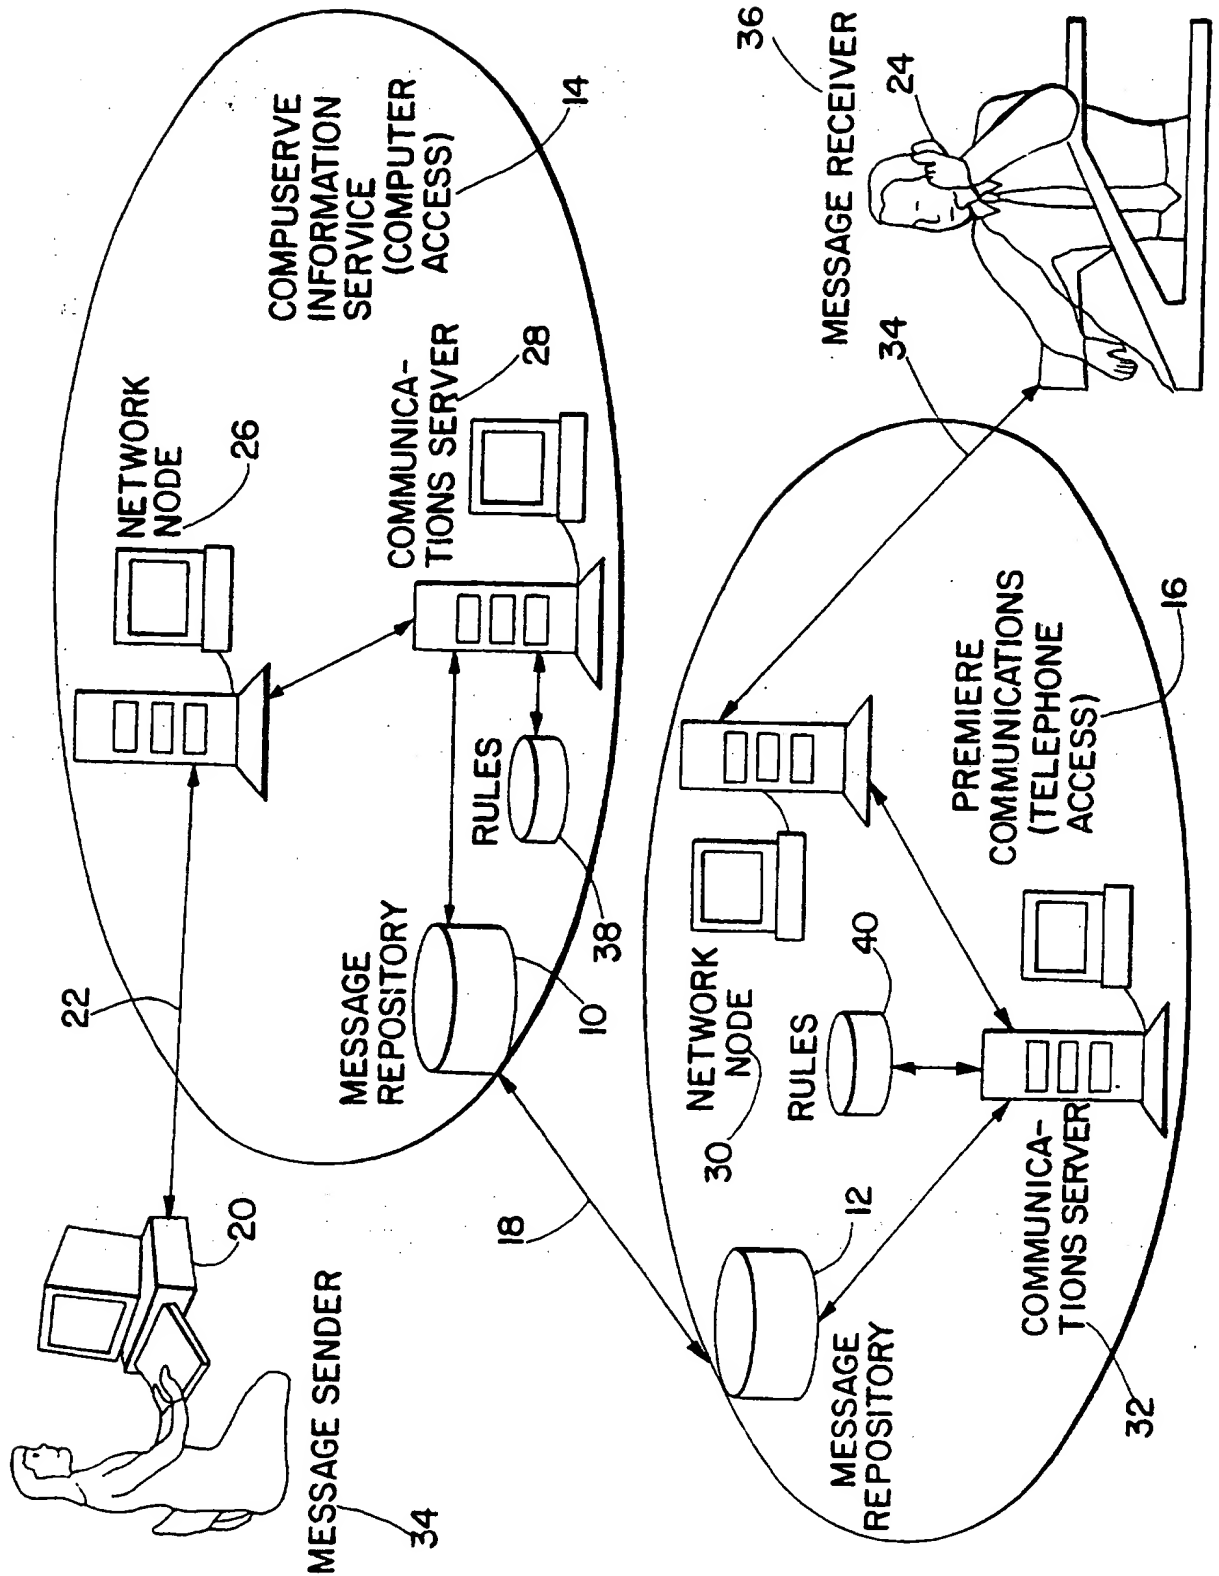 MESSAGE SENDER
34
20
22
NETWORK
NODE
26
COMPUSERVE
INFORMATION
SERVICE
(COMPUTER
ACCESS)
14
COMMUNICA-
TIONS SERVER
28
MESSAGE
REPOSITORY
10
RULES
38
18
MESSAGE
REPOSITORY
12
NETWORK
NODE
30
RULES
40
COMMUNICA-
TIONS SERVER
32
PREMIERE
COMMUNICATIONS
(TELEPHONE
ACCESS)
16
34
MESSAGE RECEIVER
36
24